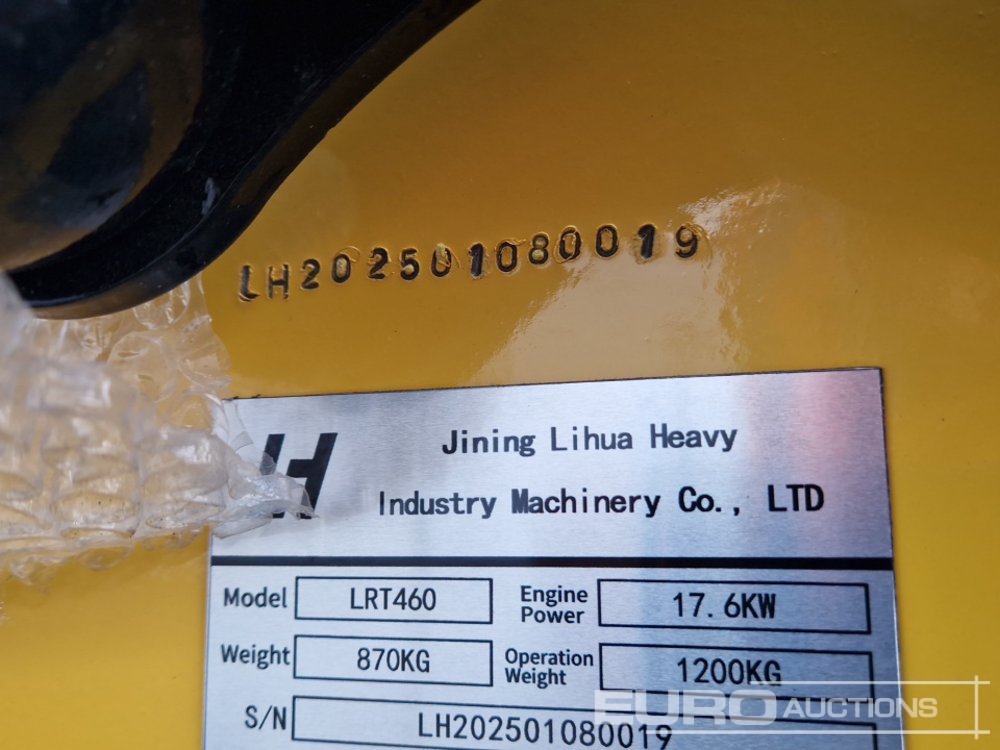 LH202501080019
Jining Lihua Heavy
Industry Machinery Co., LTD
Model LRT460 Engine Power 17.6KW
Weight 870KG Operation Weight 1200KG
S/N LH202501080019
EURO AUCTIONS